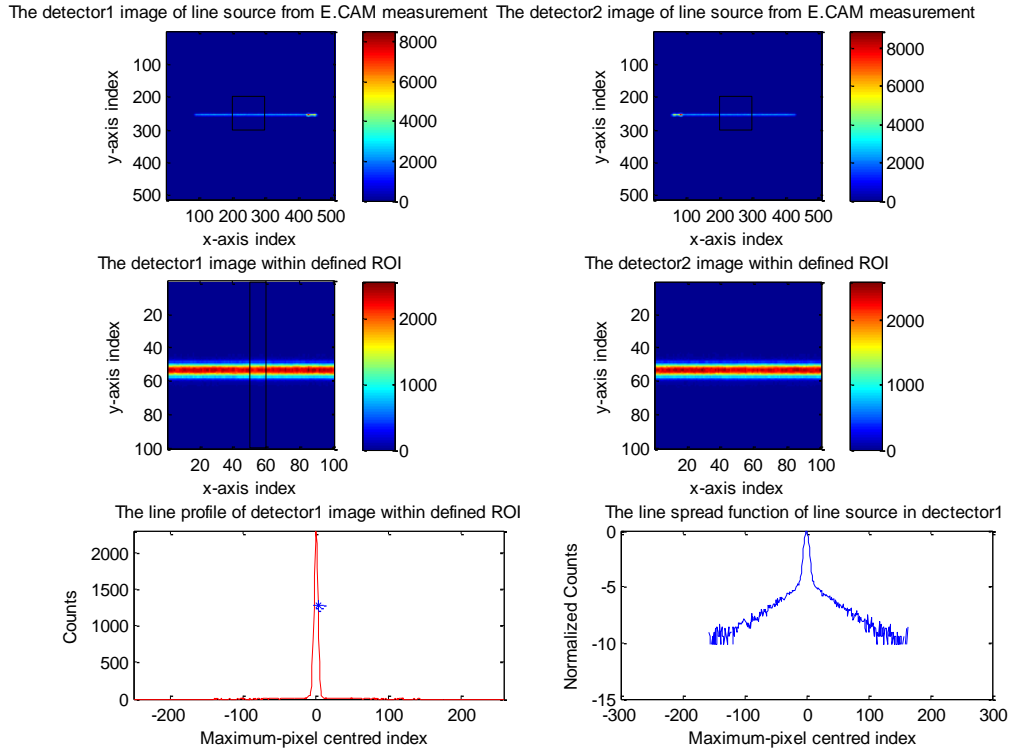 The detector1 image of line source from E.CAM measurement
The detector2 image of line source from E.CAM measurement
y-axis index
100
200
300
400
500
100 200 300 400 500
x-axis index
0
2000
4000
6000
8000
y-axis index
100
200
300
400
500
100 200 300 400 500
x-axis index
0
2000
4000
6000
8000
The detector1 image within defined ROI
The detector2 image within defined ROI
y-axis index
20
40
60
80
100
20 40 60 80 100
x-axis index
0
1000
2000
y-axis index
20
40
60
80
100
20 40 60 80 100
x-axis index
0
1000
2000
The line profile of detector1 image within defined ROI
The line spread function of line source in dectector1
Counts
2000
1500
1000
500
0
-200 -100 0 100 200
Maximum-pixel centred index
Normalized Counts
0
-5
-10
-15
-300 -200 -100 0 100 200 300
Maximum-pixel centred index